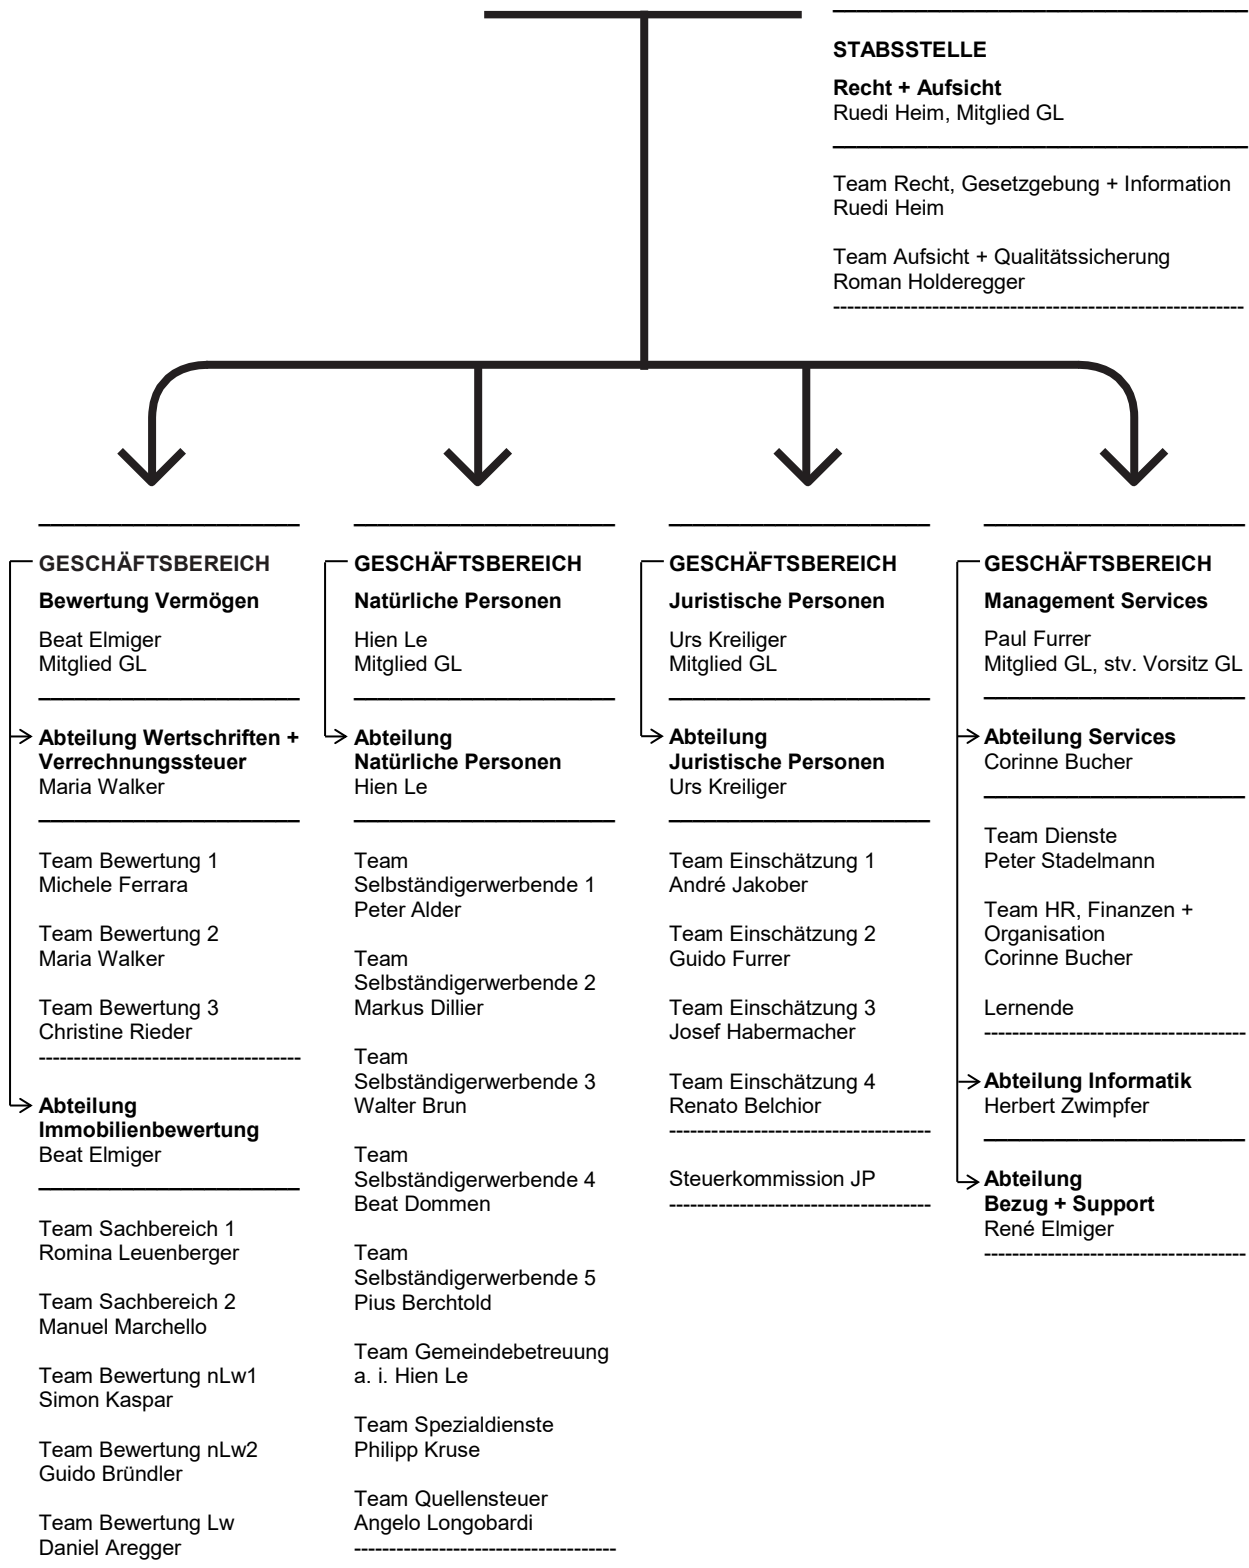 STABSSTELLE
Recht + Aufsicht
Ruedi Heim, Mitglied GL
Team Recht, Gesetzgebung + Information
Ruedi Heim
Team Aufsicht + Qualitätssicherung
Roman Holderegger
GESCHÄFTSBEREICH
Bewertung Vermögen
Beat Elmiger
Mitglied GL
Abteilung Wertschriften +
Verrechnungssteuer
Maria Walker
Team Bewertung 1
Michele Ferrara
Team Bewertung 2
Maria Walker
Team Bewertung 3
Christine Rieder
Abteilung
Immobilienbewertung
Beat Elmiger
Team Sachbereich 1
Romina Leuenberger
Team Sachbereich 2
Manuel Marchello
Team Bewertung nLw1
Simon Kaspar
Team Bewertung nLw2
Guido Bründler
Team Bewertung Lw
Daniel Aregger
GESCHÄFTSBEREICH
Natürliche Personen
Hien Le
Mitglied GL
Abteilung
Natürliche Personen
Hien Le
Team
Selbständigerwerbende 1
Peter Alder
Team
Selbständigerwerbende 2
Markus Dillier
Team
Selbständigerwerbende 3
Walter Brun
Team
Selbständigerwerbende 4
Beat Dommen
Team
Selbständigerwerbende 5
Pius Berchtold
Team Gemeindebetreuung
a. i. Hien Le
Team Spezialdienste
Philipp Kruse
Team Quellensteuer
Angelo Longobardi
GESCHÄFTSBEREICH
Juristische Personen
Urs Kreiliger
Mitglied GL
Abteilung
Juristische Personen
Urs Kreiliger
Team Einschätzung 1
André Jakober
Team Einschätzung 2
Guido Furrer
Team Einschätzung 3
Josef Habermacher
Team Einschätzung 4
Renato Belchior
Steuerkommission JP
GESCHÄFTSBEREICH
Management Services
Paul Furrer
Mitglied GL, stv. Vorsitz GL
Abteilung Services
Corinne Bucher
Team Dienste
Peter Stadelmann
Team HR, Finanzen +
Organisation
Corinne Bucher
Lernende
Abteilung Informatik
Herbert Zwimpfer
Abteilung
Bezug + Support
René Elmiger